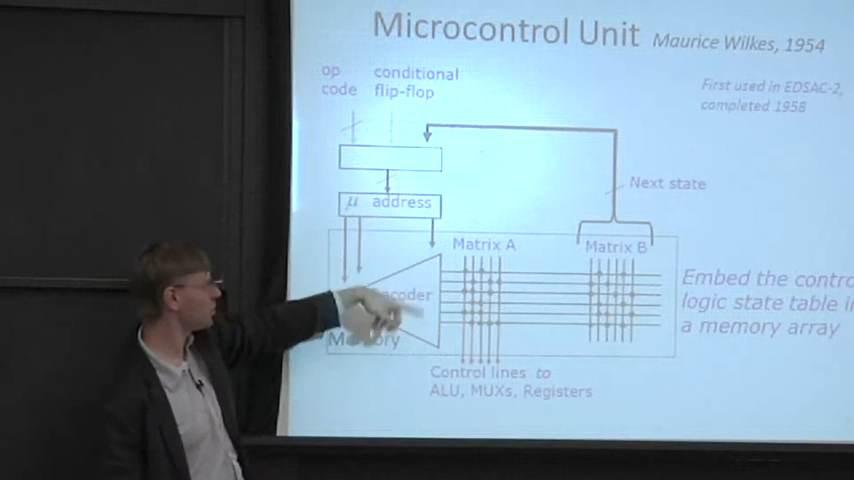 Microcontrol Unit Maurice Wilkes, 1954
op conditional
code flip-flop
First used in EDSAC-2,
completed 1958
Next state
μ address
Matrix A Matrix B
Embed the contro
logic state table i
a memory array
Control lines to
ALU, MUXs, Registers